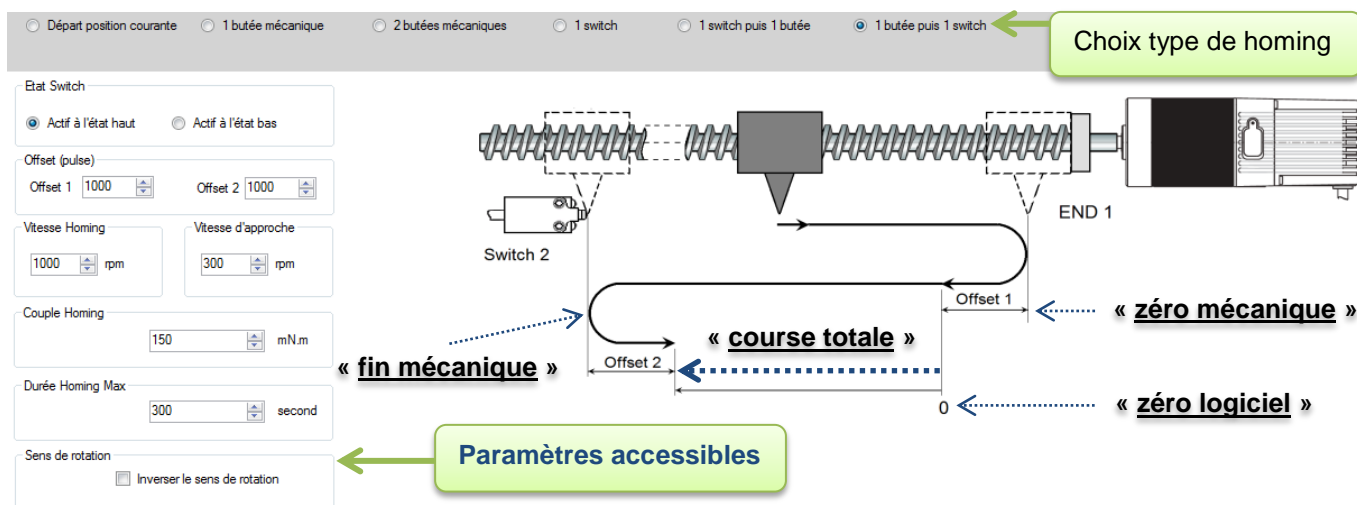 Départ position courante 1 butée mécanique 2 butées mécaniques 1 switch 1 switch puis 1 butée 1 butée puis 1 switch
Choix type de homing
Etat Switch
Actif à l'état haut Actif à l'état bas
Offset (pulse)
Offset 1 1000 Offset 2 1000
Vitesse Homing Vitesse d'approche
1000 rpm 300 rpm
Couple Homing
150 mN.m
Durée Homing Max
300 second
Sens de rotation
Inverser le sens de rotation
END 1
Switch 2
Offset 1
« zéro mécanique »
« course totale »
« fin mécanique »
Offset 2
0
« zéro logiciel »
Paramètres accessibles